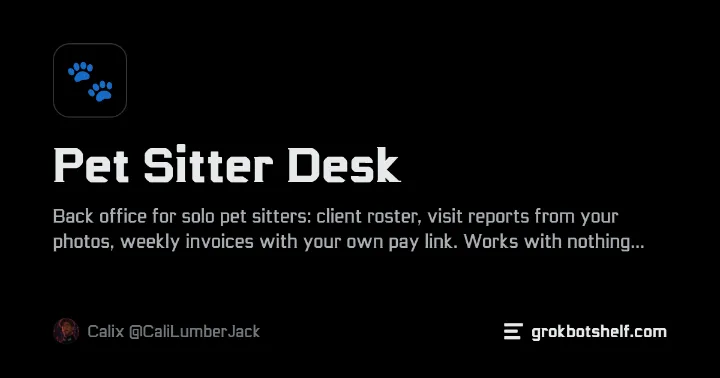 Pet Sitter Desk
Back office for solo pet sitters: client roster, visit reports from your
photos, weekly invoices with your own pay link. Works with nothing...
Calix @CaliLumberJack
grokbotshelf.com